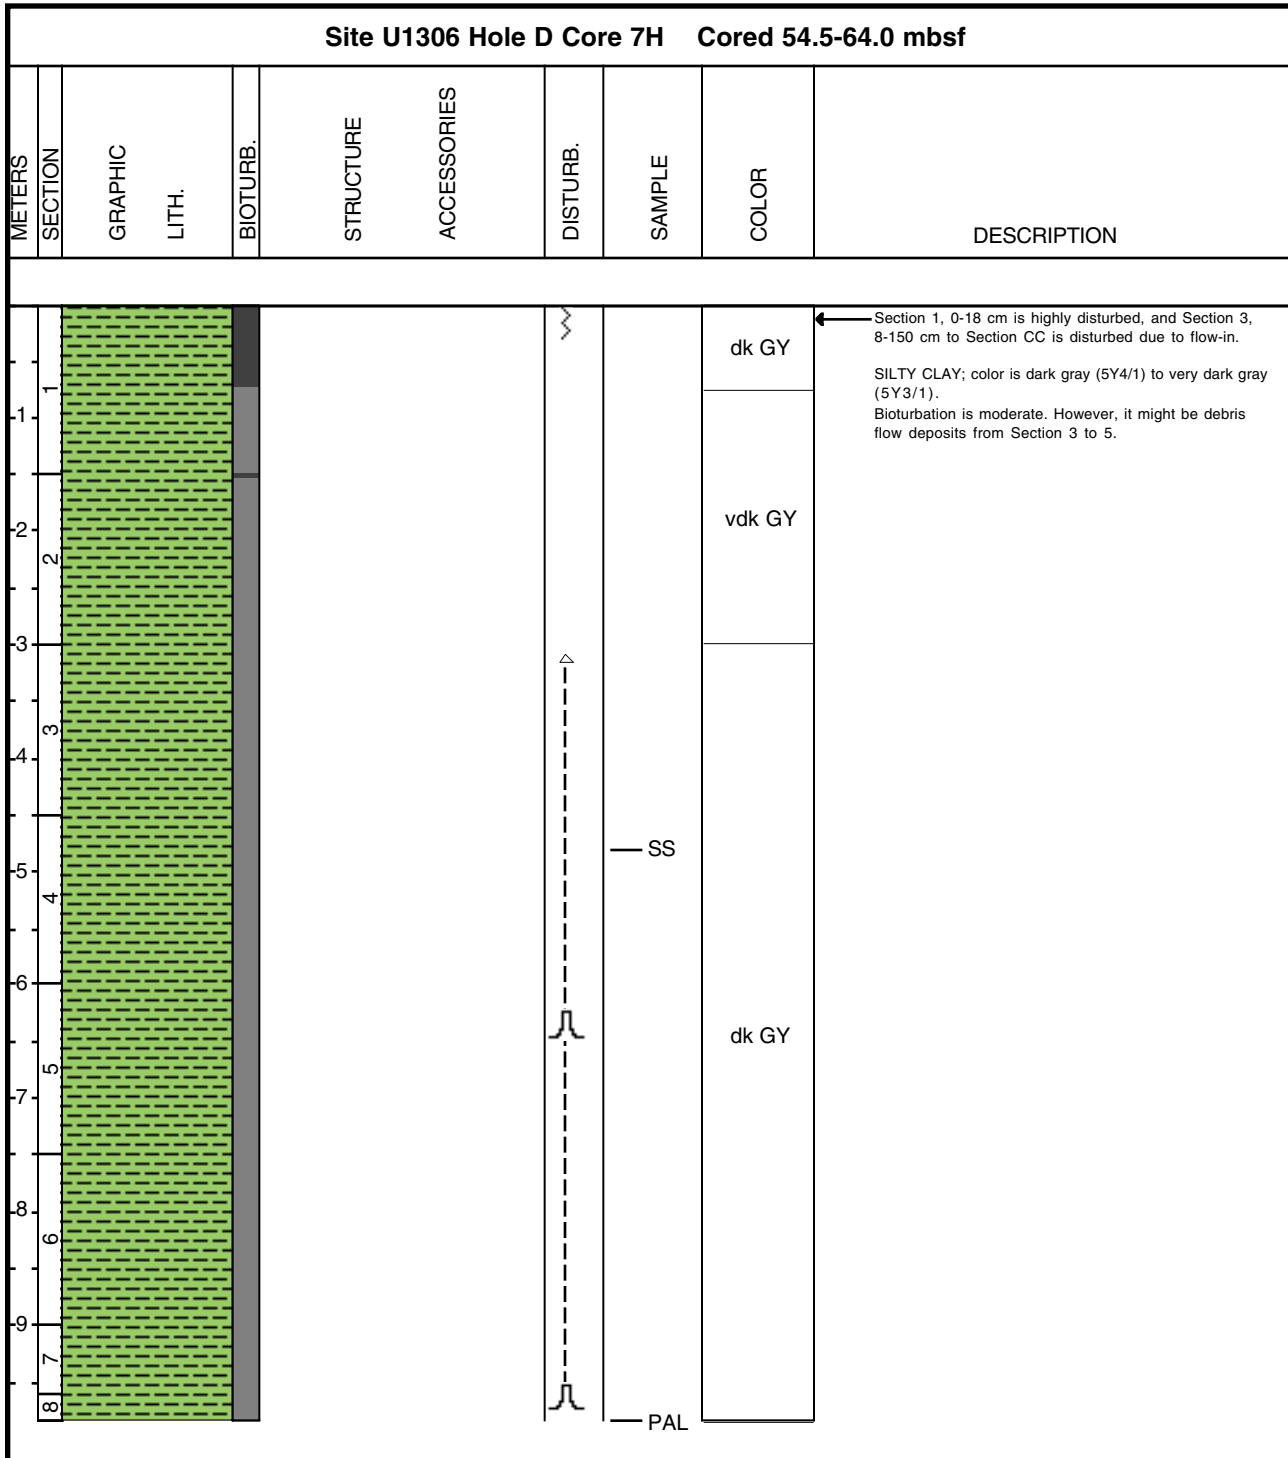 Site U1306 Hole D Core 7H Cored 54.5-64.0 mbsf
METERS
SECTION
GRAPHIC
LITH.
BIOTURB.
STRUCTURE
ACCESSORIES
DISTURB.
SAMPLE
COLOR
DESCRIPTION
1
2
3
4
5
6
7
8
9
1
2
3
4
5
6
7
8
SS
PAL
dk GY
vdk GY
dk GY
Section 1, 0-18 cm is highly disturbed, and Section 3,
8-150 cm to Section CC is disturbed due to flow-in.
SILTY CLAY; color is dark gray (5Y4/1) to very dark gray
(5Y3/1).
Bioturbation is moderate. However, it might be debris
flow deposits from Section 3 to 5.